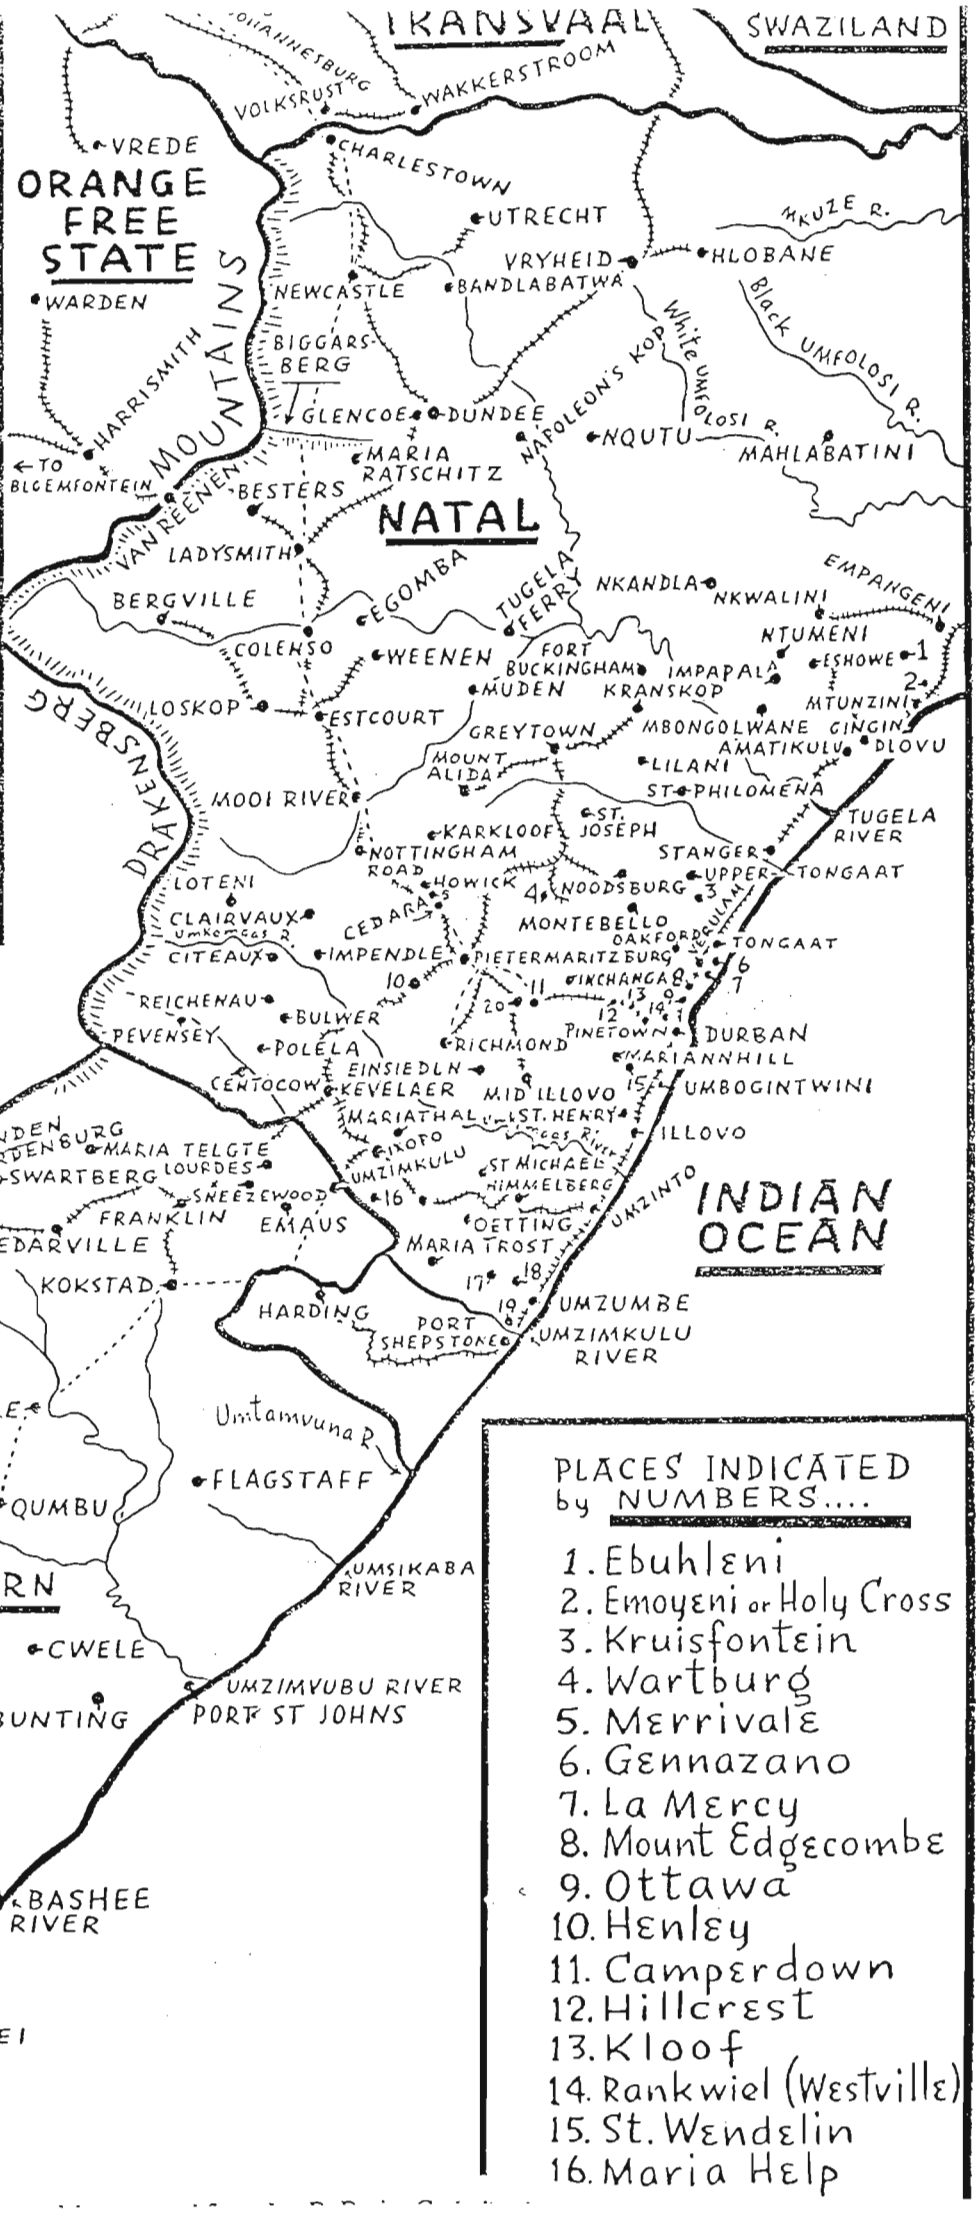 TRANSVAAL
SWAZILAND
JOHANNESBURG
VOLKSRUST
WAKKERSTROOM
VREDE
CHARLESTOWN
ORANGE
FREE
STATE
UTRECHT
MKUZE R.
VRYHEID
HLOBANE
WARDEN
NEWCASTLE
BANDLABATWA
Black UMFOLOSI R.
White UMFOLOSI R.
MOUNTAINS
HARRISMITH
BIGGARS-
BERG
GLENCOE
DUNDEE
NAPOLEON'S KOP
NQUTU
MAHLABATINI
←TO
BLOEMFONTEIN
MARIA
RATSCHITZ
VAN REENEN
BESTERS
NATAL
LADYSMITH
EGOMBA
TUGELA
FERRY
NKANDLA
NKWALINI
EMPANGENI
BERGVILLE
COLENSO
WEENEN
FORT
BUCKINGHAM
NTUMENI
IMPAPALA
ESHOWE
1
2
MUDEN
KRANSKOP
MTUNZINI
DRAKENSBERG
LOSKOP
ESTCOURT
GREYTOWN
MBONGOLWANE
GINGIN
AMATIKULU
DLOVU
MOUNT
ALIDA
LILANI
ST PHILOMENA
MOOI RIVER
ST.
JOSEPH
TUGELA
RIVER
KARKLOOF
NOTTINGHAM
ROAD
STANGER
UPPER TONGAAT
LOTENI
HOWICK
5
4
NOODSBURG
3
CLAIRVAUX
CEDARA
MONTEBELLO
VERULAM
Umkomaas R.
OAKFORD
TONGAAT
CITEAUX
IMPENDLE
PIETERMARITZBURG
6
7
INCHANGA
8
9
10
11
20
13
12
14
REICHENAU
BULWER
PEVENSEY
RICHMOND
PINETOWN
DURBAN
POLELA
MARIANNHILL
EINSIEDLN
CENTOCOW
KEVELAER
MID ILLOVO
15
UMBOGINTWINI
MARIATHAL
ST. HENRY
ILLOVO
MARIA TELGTE
IXOPO
UMZIMKULU
SWARTBERG
LOURDES
ST MICHAEL
SNEEZEWOOD
16
HIMMELBERG
UMZINTO
FRANKLIN
EMAUS
OETTING
EDARVILLE
MARIA TROST
INDIAN
OCEAN
KOKSTAD
17
18
19
HARDING
UMZUMBE
PORT
SHEPSTONE
UMZIMKULU
RIVER
Umtamvuna R.
FLAGSTAFF
QUMBU
UMSIKABA
RIVER
RN
CWELE
UMZIMVUBU RIVER
BUNTING
PORT ST JOHNS
BASHEE
RIVER
EI
PLACES INDICATED
by NUMBERS....
1. Ebuhleni
2. Emoyeni or Holy Cross
3. Kruisfontein
4. Wartburg
5. Merrivale
6. Gennazano
7. La Mercy
8. Mount Edgecombe
9. Ottawa
10. Henley
11. Camperdown
12. Hillcrest
13. Kloof
14. Rankwiel (Westville)
15. St. Wendelin
16. Maria Help